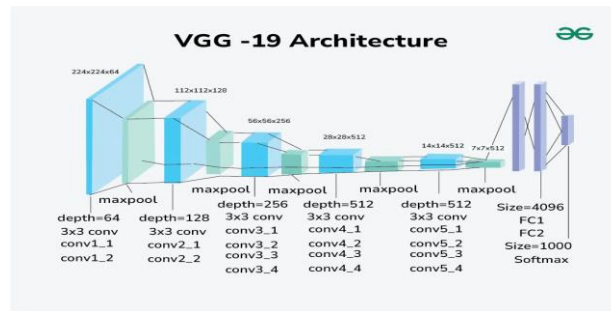 VGG -19 Architecture
224x224x64
112x112x128
56x56x256
28x28x512
14x14x512
7x7x512
maxpool
maxpool
maxpool
maxpool
maxpool
depth=64
3x3 conv
conv1_1
conv1_2
depth=128
3x3 conv
conv2_1
conv2_2
depth=256
3x3 conv
conv3_1
conv3_2
conv3_3
conv3_4
depth=512
3x3 conv
conv4_1
conv4_2
conv4_3
conv4_4
depth=512
3x3 conv
conv5_1
conv5_2
conv5_3
conv5_4
Size=4096
FC1
FC2
Size=1000
Softmax